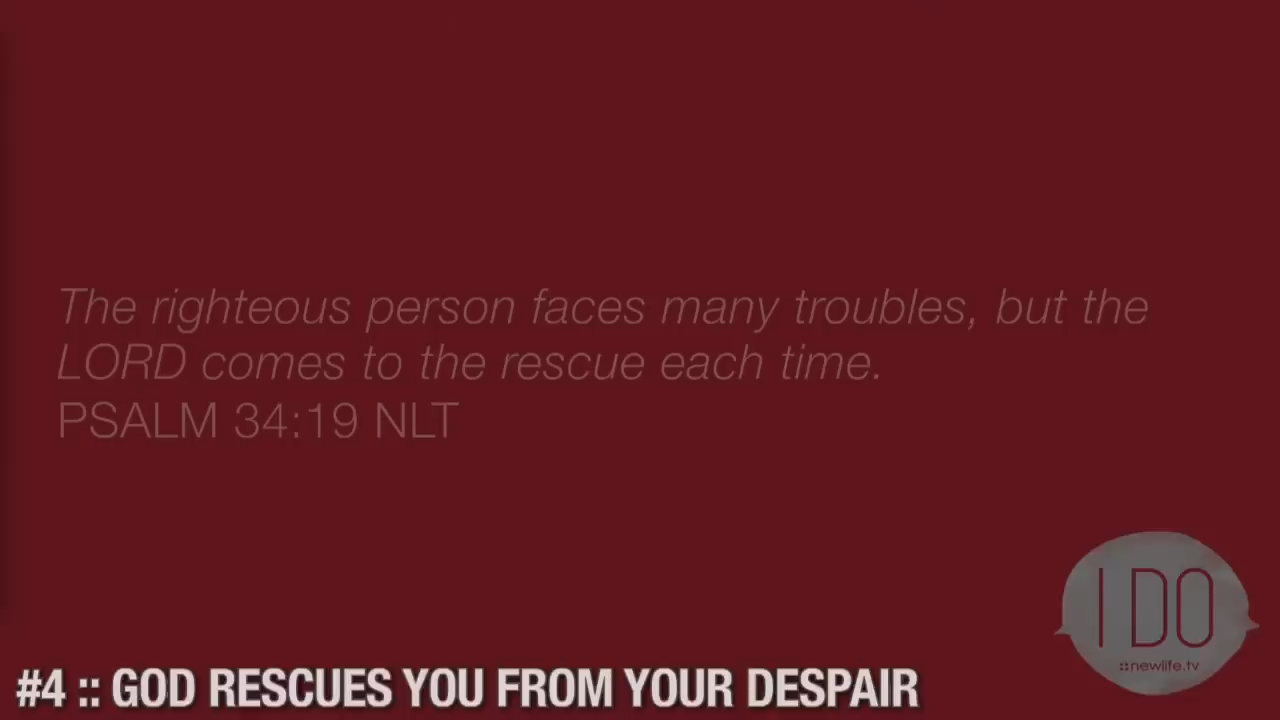 The righteous person faces many troubles, but the
LORD comes to the rescue each time.
PSALM 34:19 NLT
I DO
::newlife.tv
#4 :: GOD RESCUES YOU FROM YOUR DESPAIR